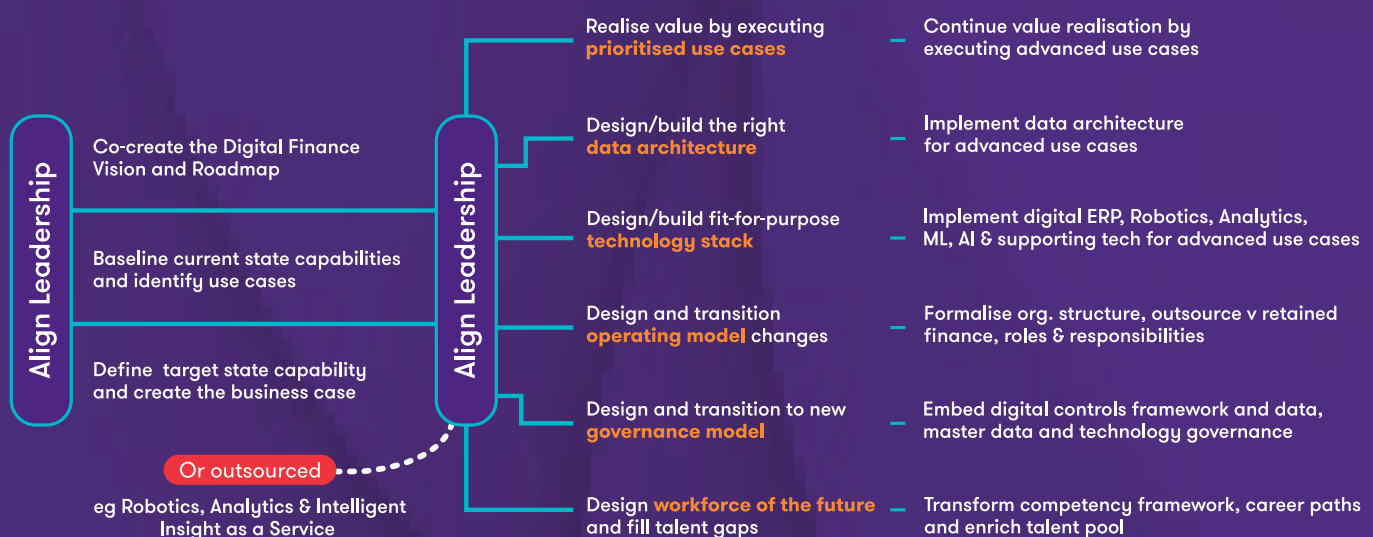 Align Leadership
Co-create the Digital Finance
Vision and Roadmap
Baseline current state capabilities
and identify use cases
Define target state capability
and create the business case
Or outsourced
eg Robotics, Analytics & Intelligent
Insight as a Service
Align Leadership
Realise value by executing
prioritised use cases
Continue value realisation by
executing advanced use cases
Design/build the right
data architecture
Implement data architecture
for advanced use cases
Design/build fit-for-purpose
technology stack
Implement digital ERP, Robotics, Analytics,
ML, AI & supporting tech for advanced use cases
Design and transition
operating model changes
Formalise org. structure, outsource v retained
finance, roles & responsibilities
Design and transition to new
governance model
Embed digital controls framework and data,
master data and technology governance
Design workforce of the future
and fill talent gaps
Transform competency framework, career paths
and enrich talent pool